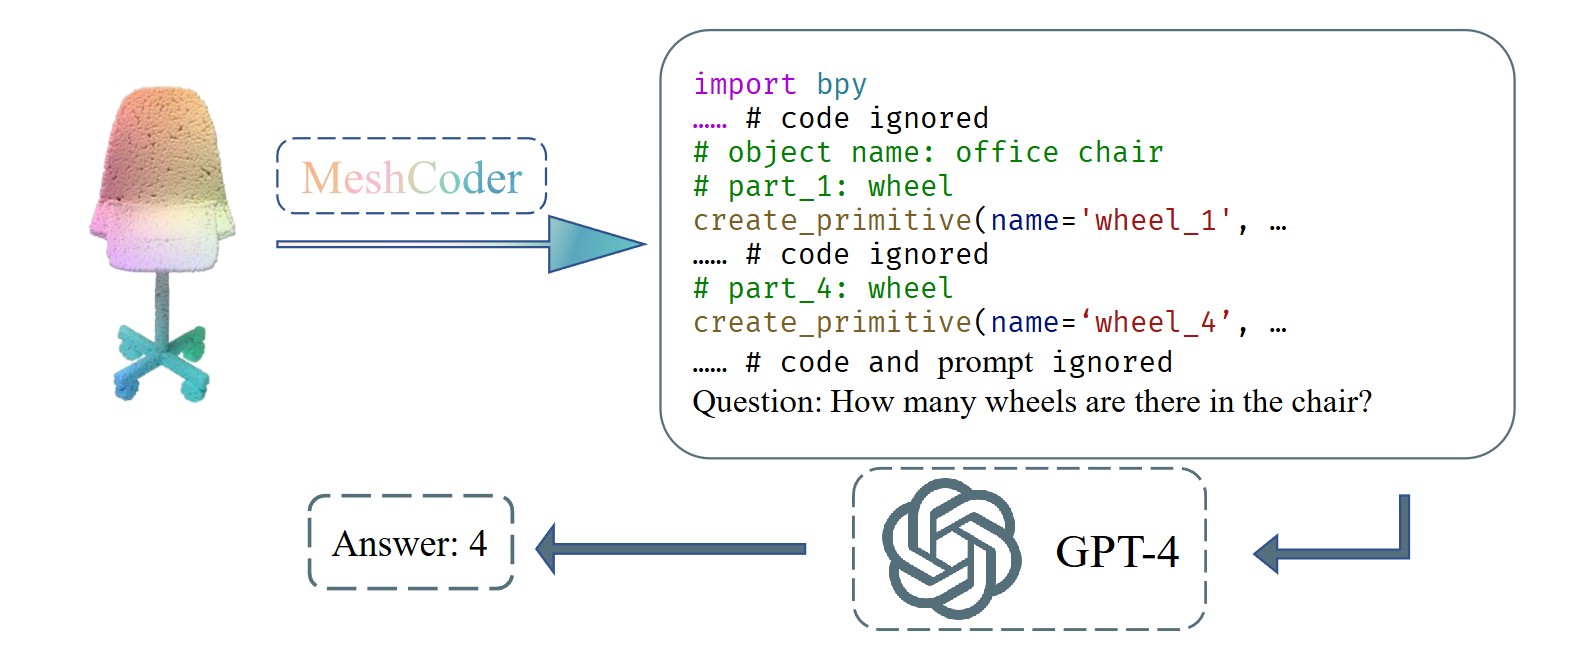 MeshCoder
import bpy
…… # code ignored
# object name: office chair
# part_1: wheel
create_primitive(name='wheel_1', …
…… # code ignored
# part_4: wheel
create_primitive(name=‘wheel_4’, …
…… # code and prompt ignored
Question: How many wheels are there in the chair?
GPT-4
Answer: 4